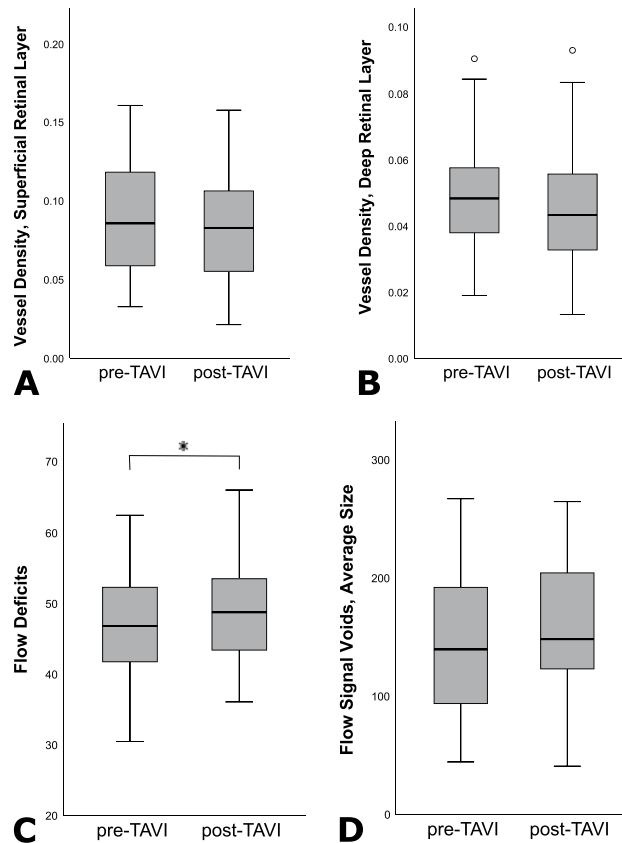 Vessel Density, Superficial Retinal Layer
0.20
0.15
0.10
0.05
0.00
pre-TAVI post-TAVI
A
Vessel Density, Deep Retinal Layer
0.10
0.08
0.06
0.04
0.02
0.00
pre-TAVI post-TAVI
B
Flow Deficits
70
60
50
40
30
20
*
pre-TAVI post-TAVI
C
Flow Signal Voids, Average Size
300
200
100
0
pre-TAVI post-TAVI
D